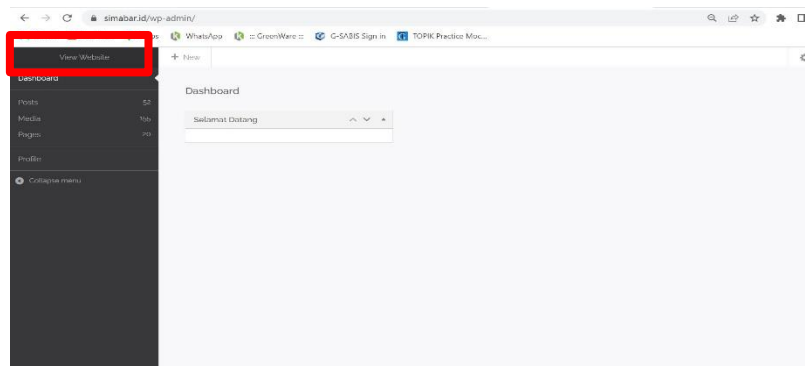 simabar.id/wp-admin/
WhatsApp ::: GreenWare :: G-SABIS Sign in TOPIK Practice Moc...
View Website
+ New
Dashboard
Dashboard
Posts 52
Media
Pages 20
Profile
Collapse menu
Selamat Datang